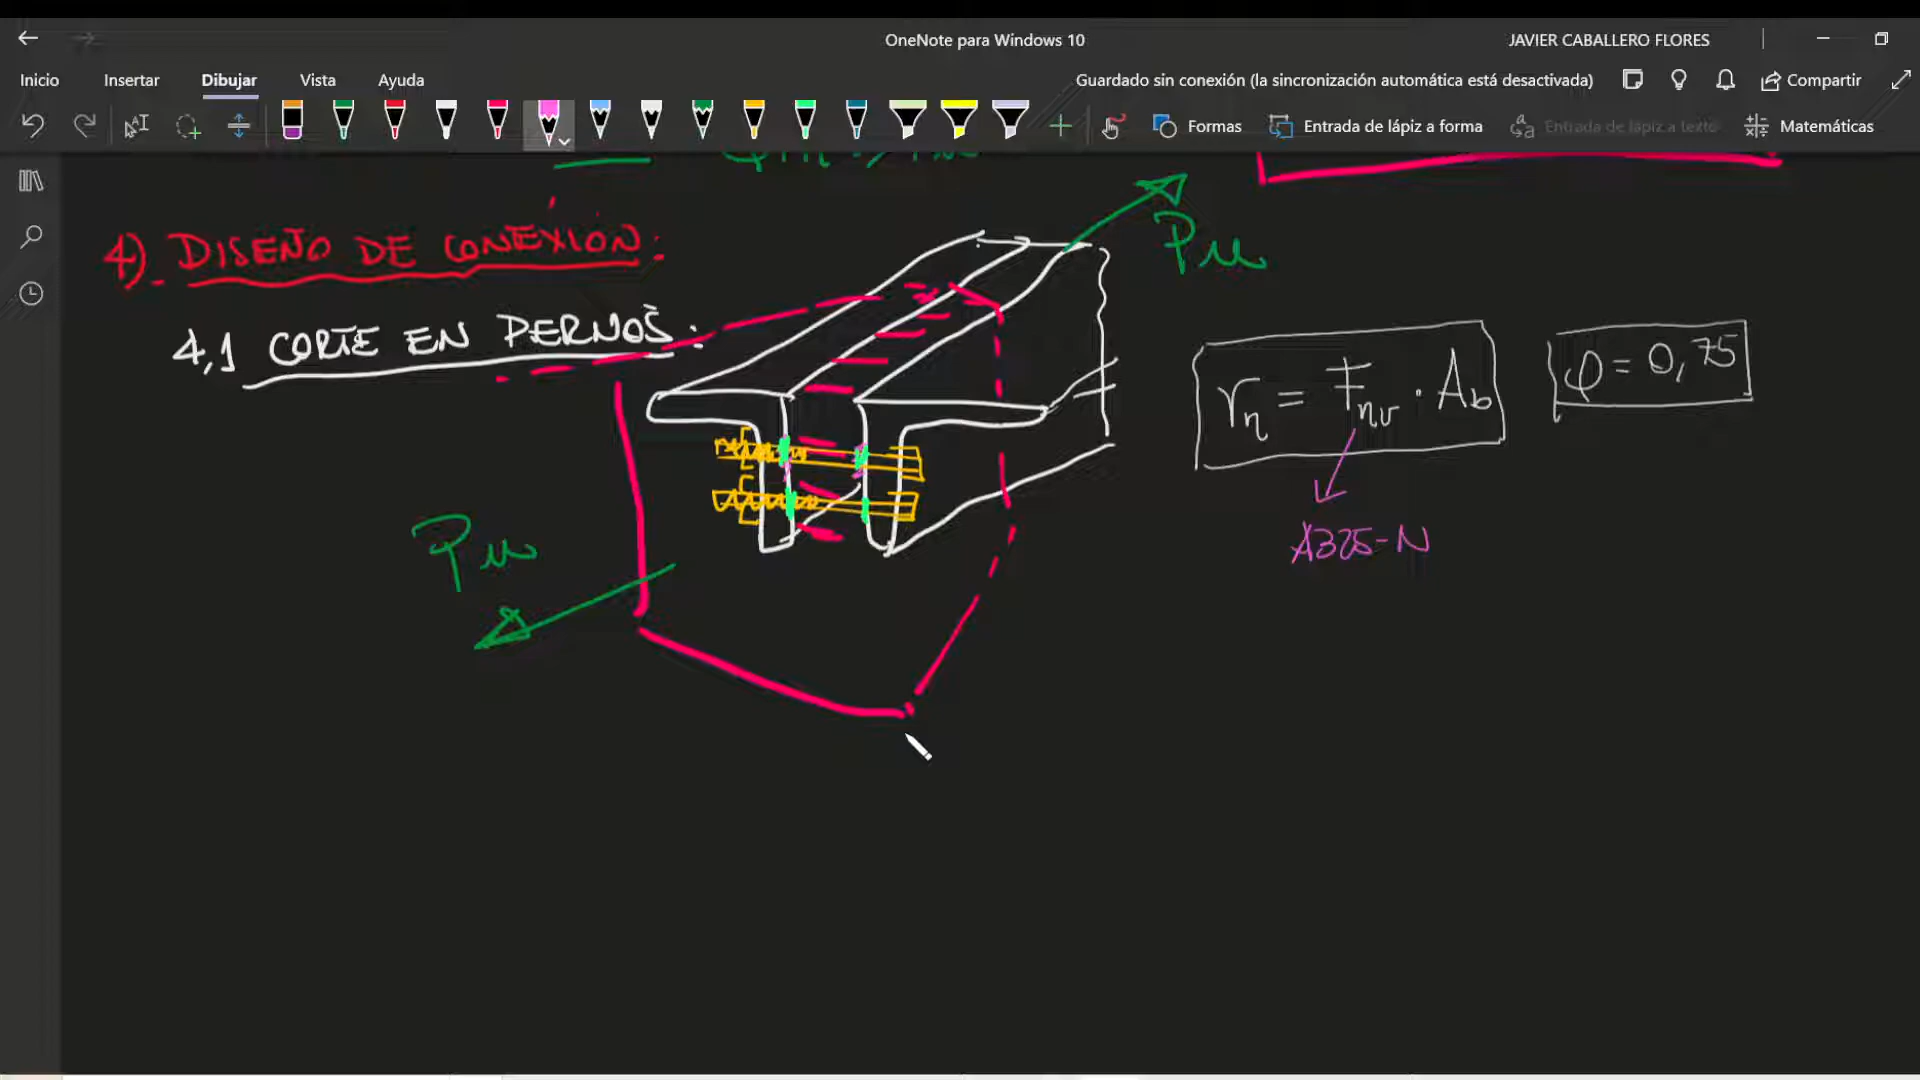 OneNote para Windows 10
JAVIER CABALLERO FLORES
Inicio Insertar Dibujar Vista Ayuda
Guardado sin conexión (la sincronización automática está desactivada)
Compartir
Formas
Entrada de lápiz a forma
Entrada de lápiz a texto
Matemáticas
4). DISEÑO DE CONEXIÓN:
4,1 CORTE EN PERNOS:
Pu
rn = Fnv · Ab
φ = 0,75
A325-N
Pu